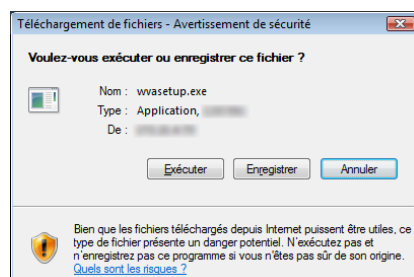 Téléchargement de fichiers - Avertissement de sécurité
Voulez-vous exécuter ou enregistrer ce fichier ?
Nom : wvasetup.exe
Type : Application,
De :
Exécuter Enregistrer Annuler
Bien que les fichiers téléchargés depuis Internet puissent être utiles, ce
type de fichier présente un danger potentiel. N'exécutez pas et
n'enregistrez pas ce programme si vous n'êtes pas sûr de son origine.
Quels sont les risques ?